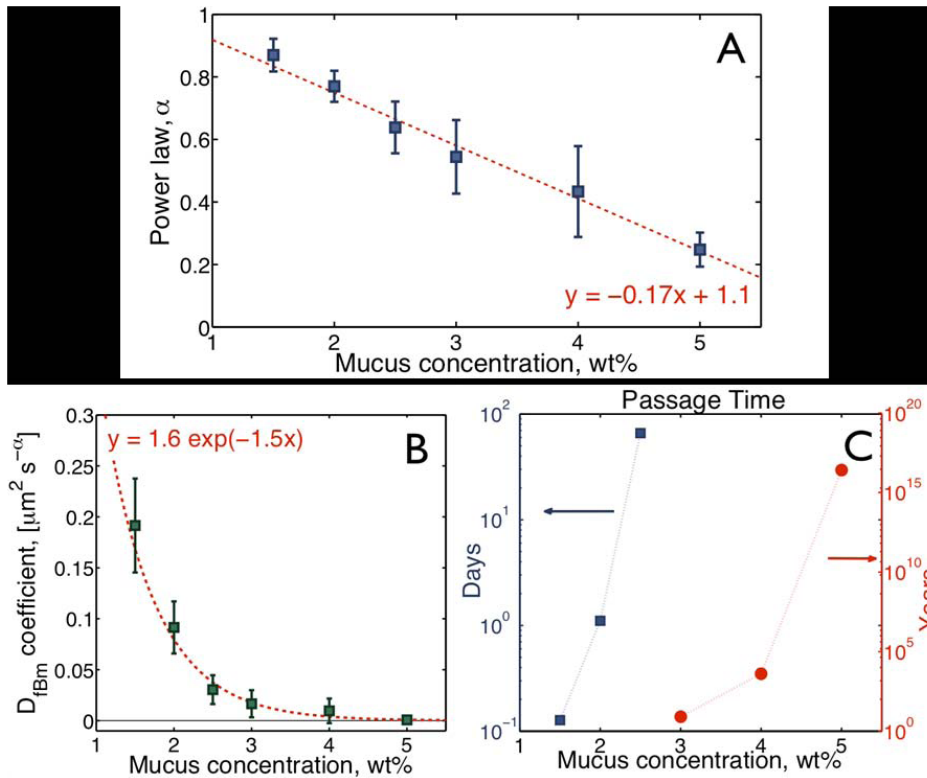 A
1
0.8
0.6
0.4
0.2
0
Power law, α
y = −0.17x + 1.1
1 2 3 4 5
Mucus concentration, wt%
B
0.3
0.25
0.2
0.15
0.1
0.05
0
D_fBm coefficient, [μm² s^−α]
y = 1.6 exp(−1.5x)
1 2 3 4 5
Mucus concentration, wt%
Passage Time
C
10²
10¹
10⁰
10⁻¹
Days
10²⁰
10¹⁵
10¹⁰
10⁵
10⁰
Years
1 2 3 4 5
Mucus concentration, wt%